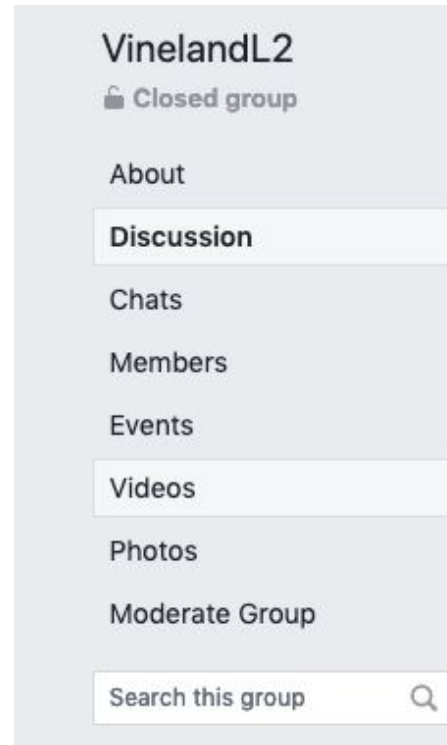 VinelandL2
Closed group
About
Discussion
Chats
Members
Events
Videos
Photos
Moderate Group
Search this group